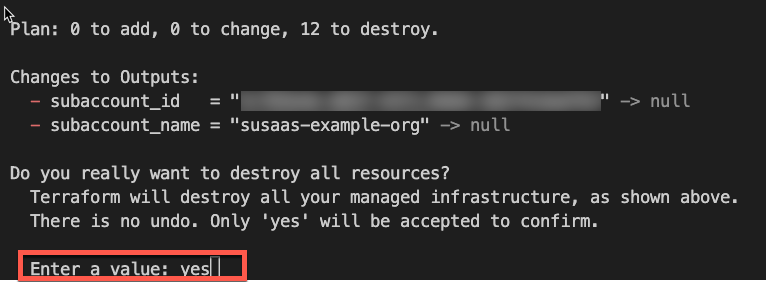 Plan: 0 to add, 0 to change, 12 to destroy.
Changes to Outputs:
- subaccount_id = "" -> null
- subaccount_name = "susaas-example-org" -> null
Do you really want to destroy all resources?
Terraform will destroy all your managed infrastructure, as shown above.
There is no undo. Only 'yes' will be accepted to confirm.
Enter a value: yes